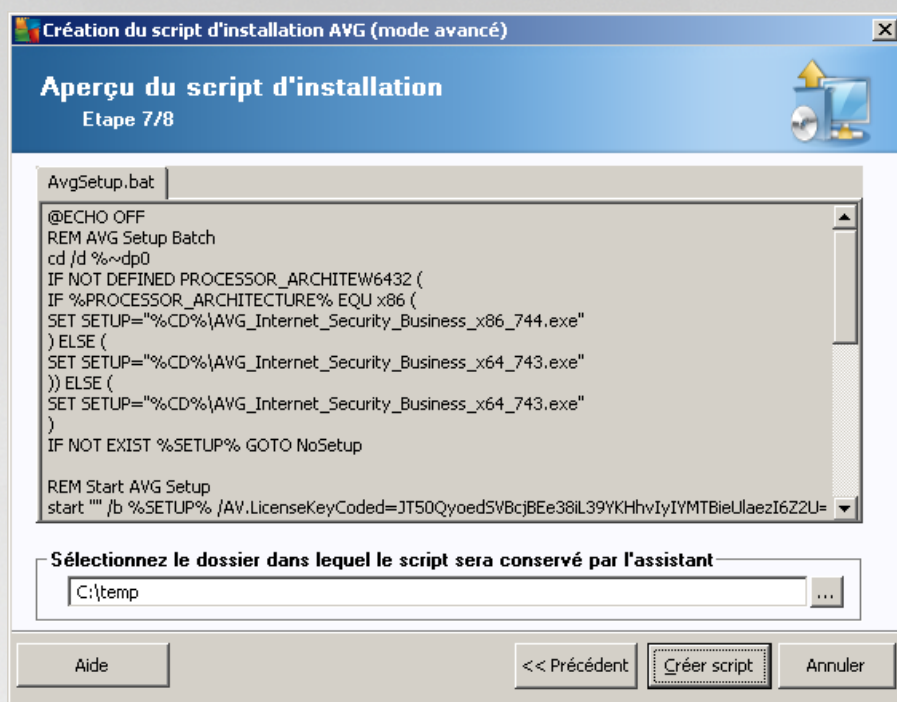 Création du script d'installation AVG (mode avancé)
Aperçu du script d'installation
Etape 7/8
AvgSetup.bat
@ECHO OFF
REM AVG Setup Batch
cd /d %~dp0
IF NOT DEFINED PROCESSOR_ARCHITEW6432 (
IF %PROCESSOR_ARCHITECTURE% EQU x86 (
SET SETUP="%CD%\AVG_Internet_Security_Business_x86_744.exe"
) ELSE (
SET SETUP="%CD%\AVG_Internet_Security_Business_x64_743.exe"
)) ELSE (
SET SETUP="%CD%\AVG_Internet_Security_Business_x64_743.exe"
)
IF NOT EXIST %SETUP% GOTO NoSetup
REM Start AVG Setup
start "" /b %SETUP% /AV.LicenseKeyCoded=JT50QyoedSVBcjBEe38iL39YKHhvIyIYMTBieUlaezI6Z2U=
Sélectionnez le dossier dans lequel le script sera conservé par l'assistant
C:\temp
...
Aide
<< Précédent
Créer script
Annuler